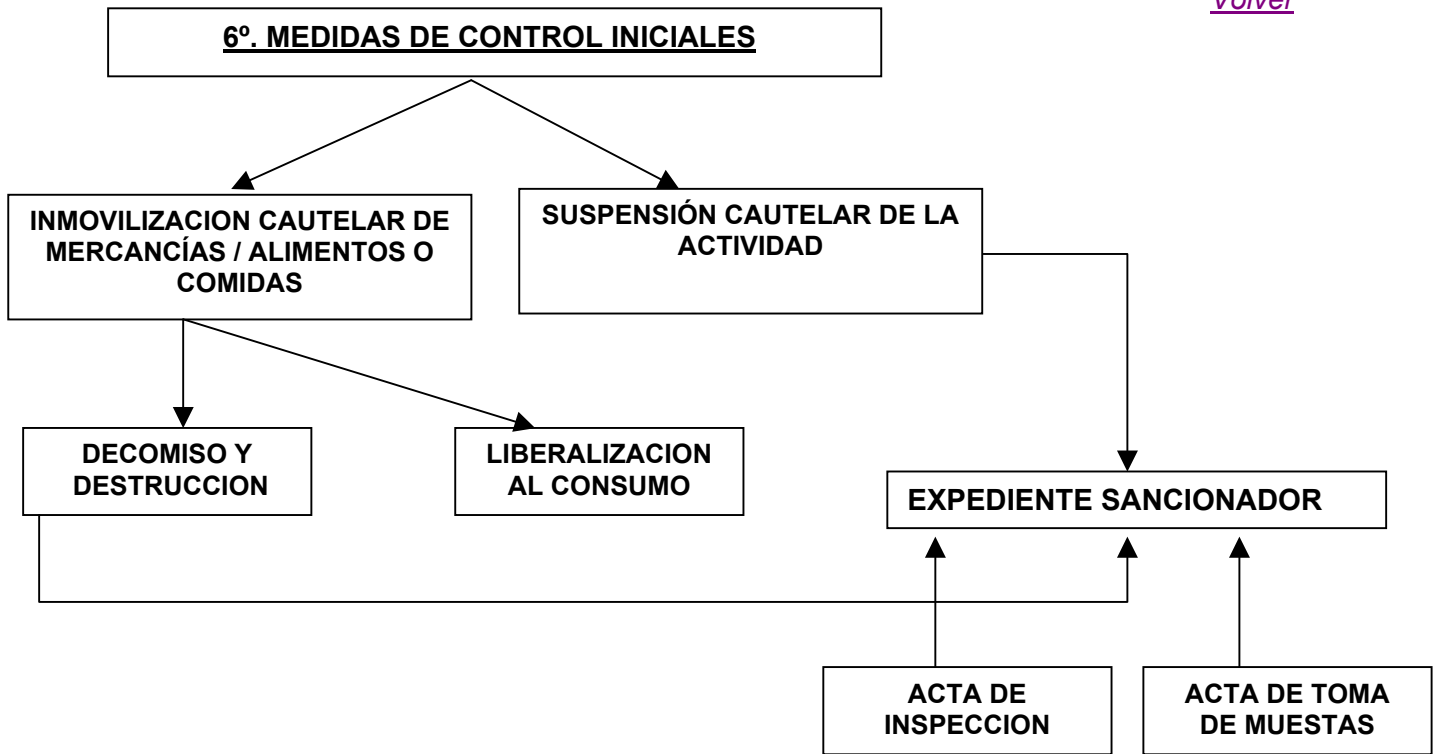 Volver
6º. MEDIDAS DE CONTROL INICIALES
INMOVILIZACION CAUTELAR DE
MERCANCÍAS / ALIMENTOS O
COMIDAS
SUSPENSIÓN CAUTELAR DE LA
ACTIVIDAD
DECOMISO Y
DESTRUCCION
LIBERALIZACION
AL CONSUMO
EXPEDIENTE SANCIONADOR
ACTA DE
INSPECCION
ACTA DE TOMA
DE MUESTAS